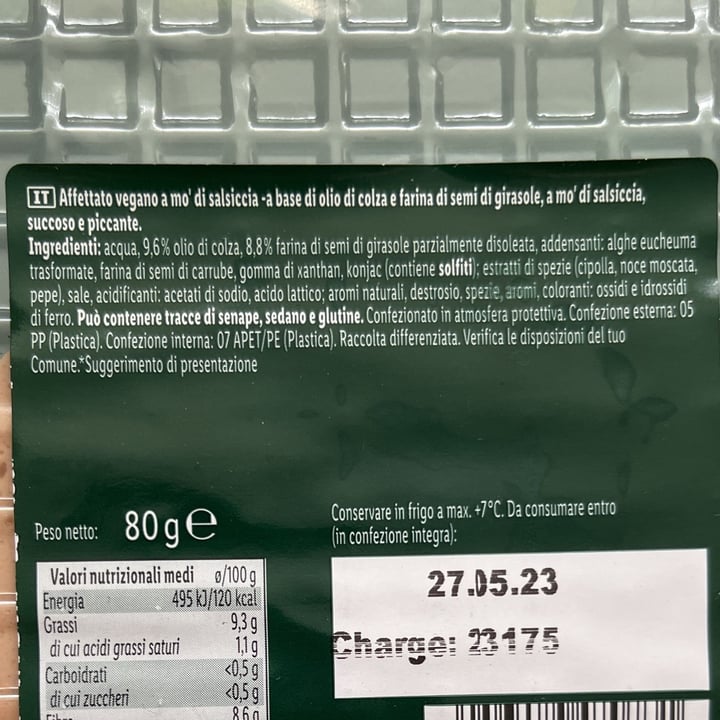 IT Affettato vegano a mo' di salsiccia -a base di olio di colza e farina di semi di girasole, a mo' di salsiccia,
succoso e piccante.
Ingredienti: acqua, 9,6% olio di colza, 8,8% farina di semi di girasole parzialmente disoleata, addensanti: alghe eucheuma
trasformate, farina di semi di carrube, gomma di xanthan, konjac (contiene solfiti); estratti di spezie (cipolla, noce moscata,
pepe), sale, acidificanti: acetati di sodio, acido lattico; aromi naturali, destrosio, spezie, aromi, coloranti: ossidi e idrossidi
di ferro. Può contenere tracce di senape, sedano e glutine. Confezionato in atmosfera protettiva. Confezione esterna: 05
PP (Plastica). Confezione interna: 07 APET/PE (Plastica). Raccolta differenziata. Verifica le disposizioni del tuo
Comune.*Suggerimento di presentazione
Peso netto: 80 g e
Conservare in frigo a max. +7°C. Da consumare entro
(in confezione integra):
27.05.23
Charge: 23175
Valori nutrizionali medi ø/100 g
Energia 495 kJ/120 kcal
Grassi 9,3 g
di cui acidi grassi saturi 1,1 g
Carboidrati <0,5 g
di cui zuccheri <0,5 g
Fibre 8,6 g